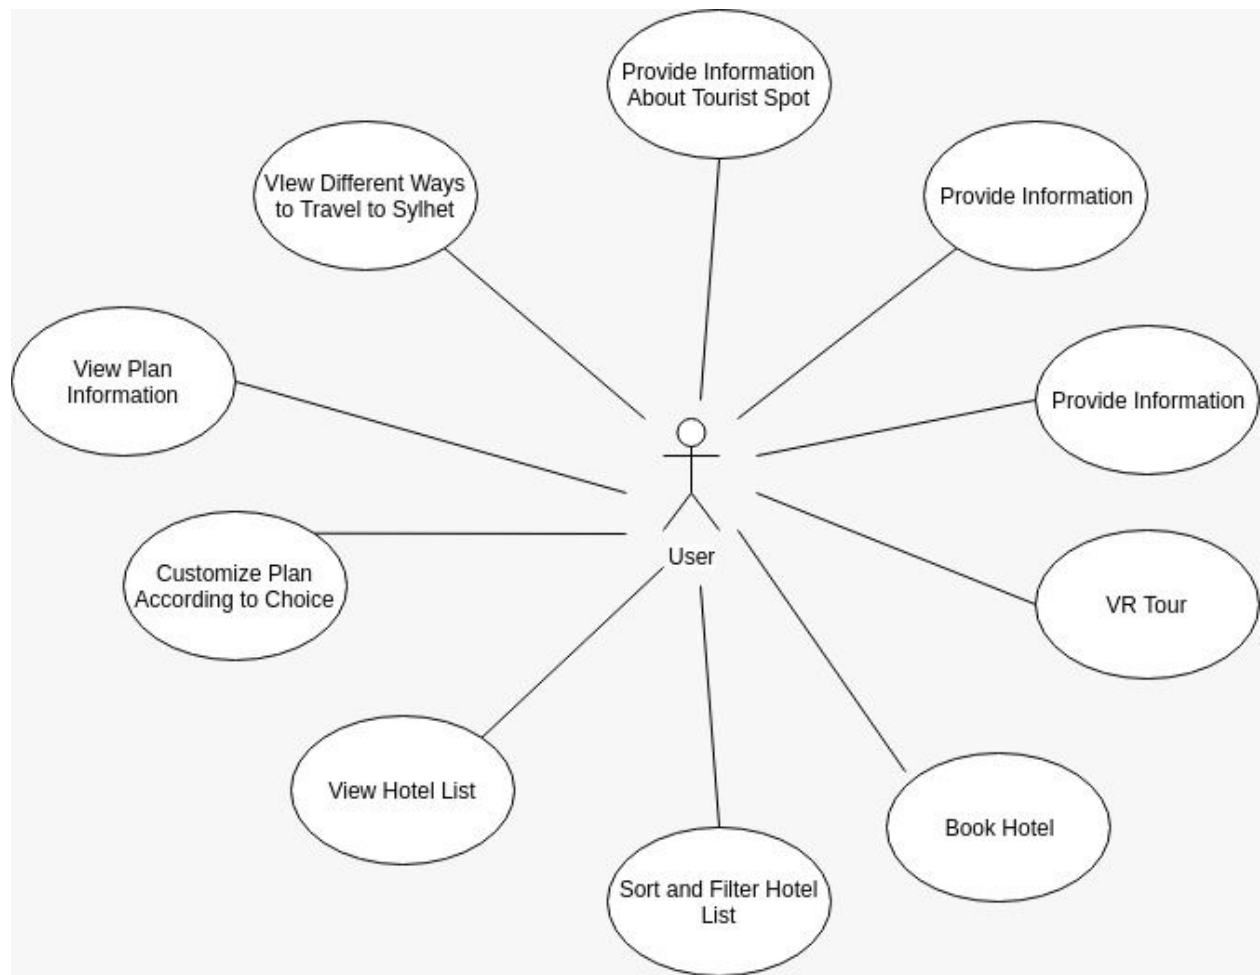 Provide Information
About Tourist Spot
VIew Different Ways
to Travel to Sylhet
Provide Information
View Plan
Information
Provide Information
User
Customize Plan
According to Choice
VR Tour
View Hotel List
Book Hotel
Sort and Filter Hotel
List